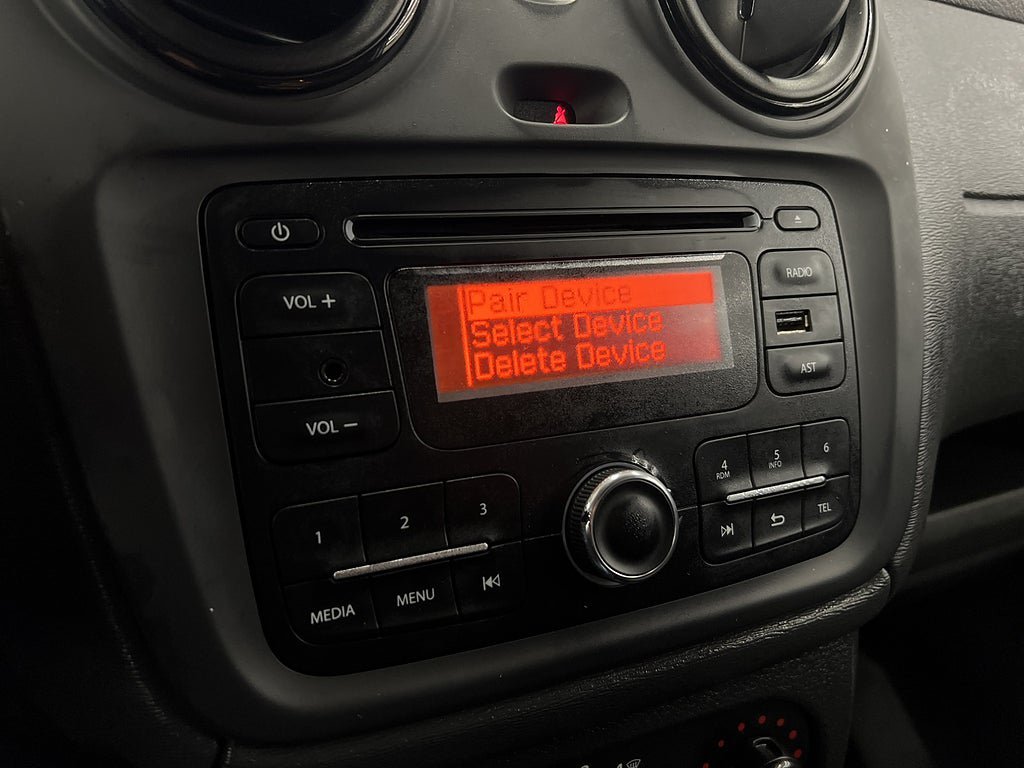 RADIO
VOL +
Pair Device
Select Device
Delete Device
AST
VOL −
4
RDM
5
INFO
6
1
2
3
TEL
MEDIA
MENU